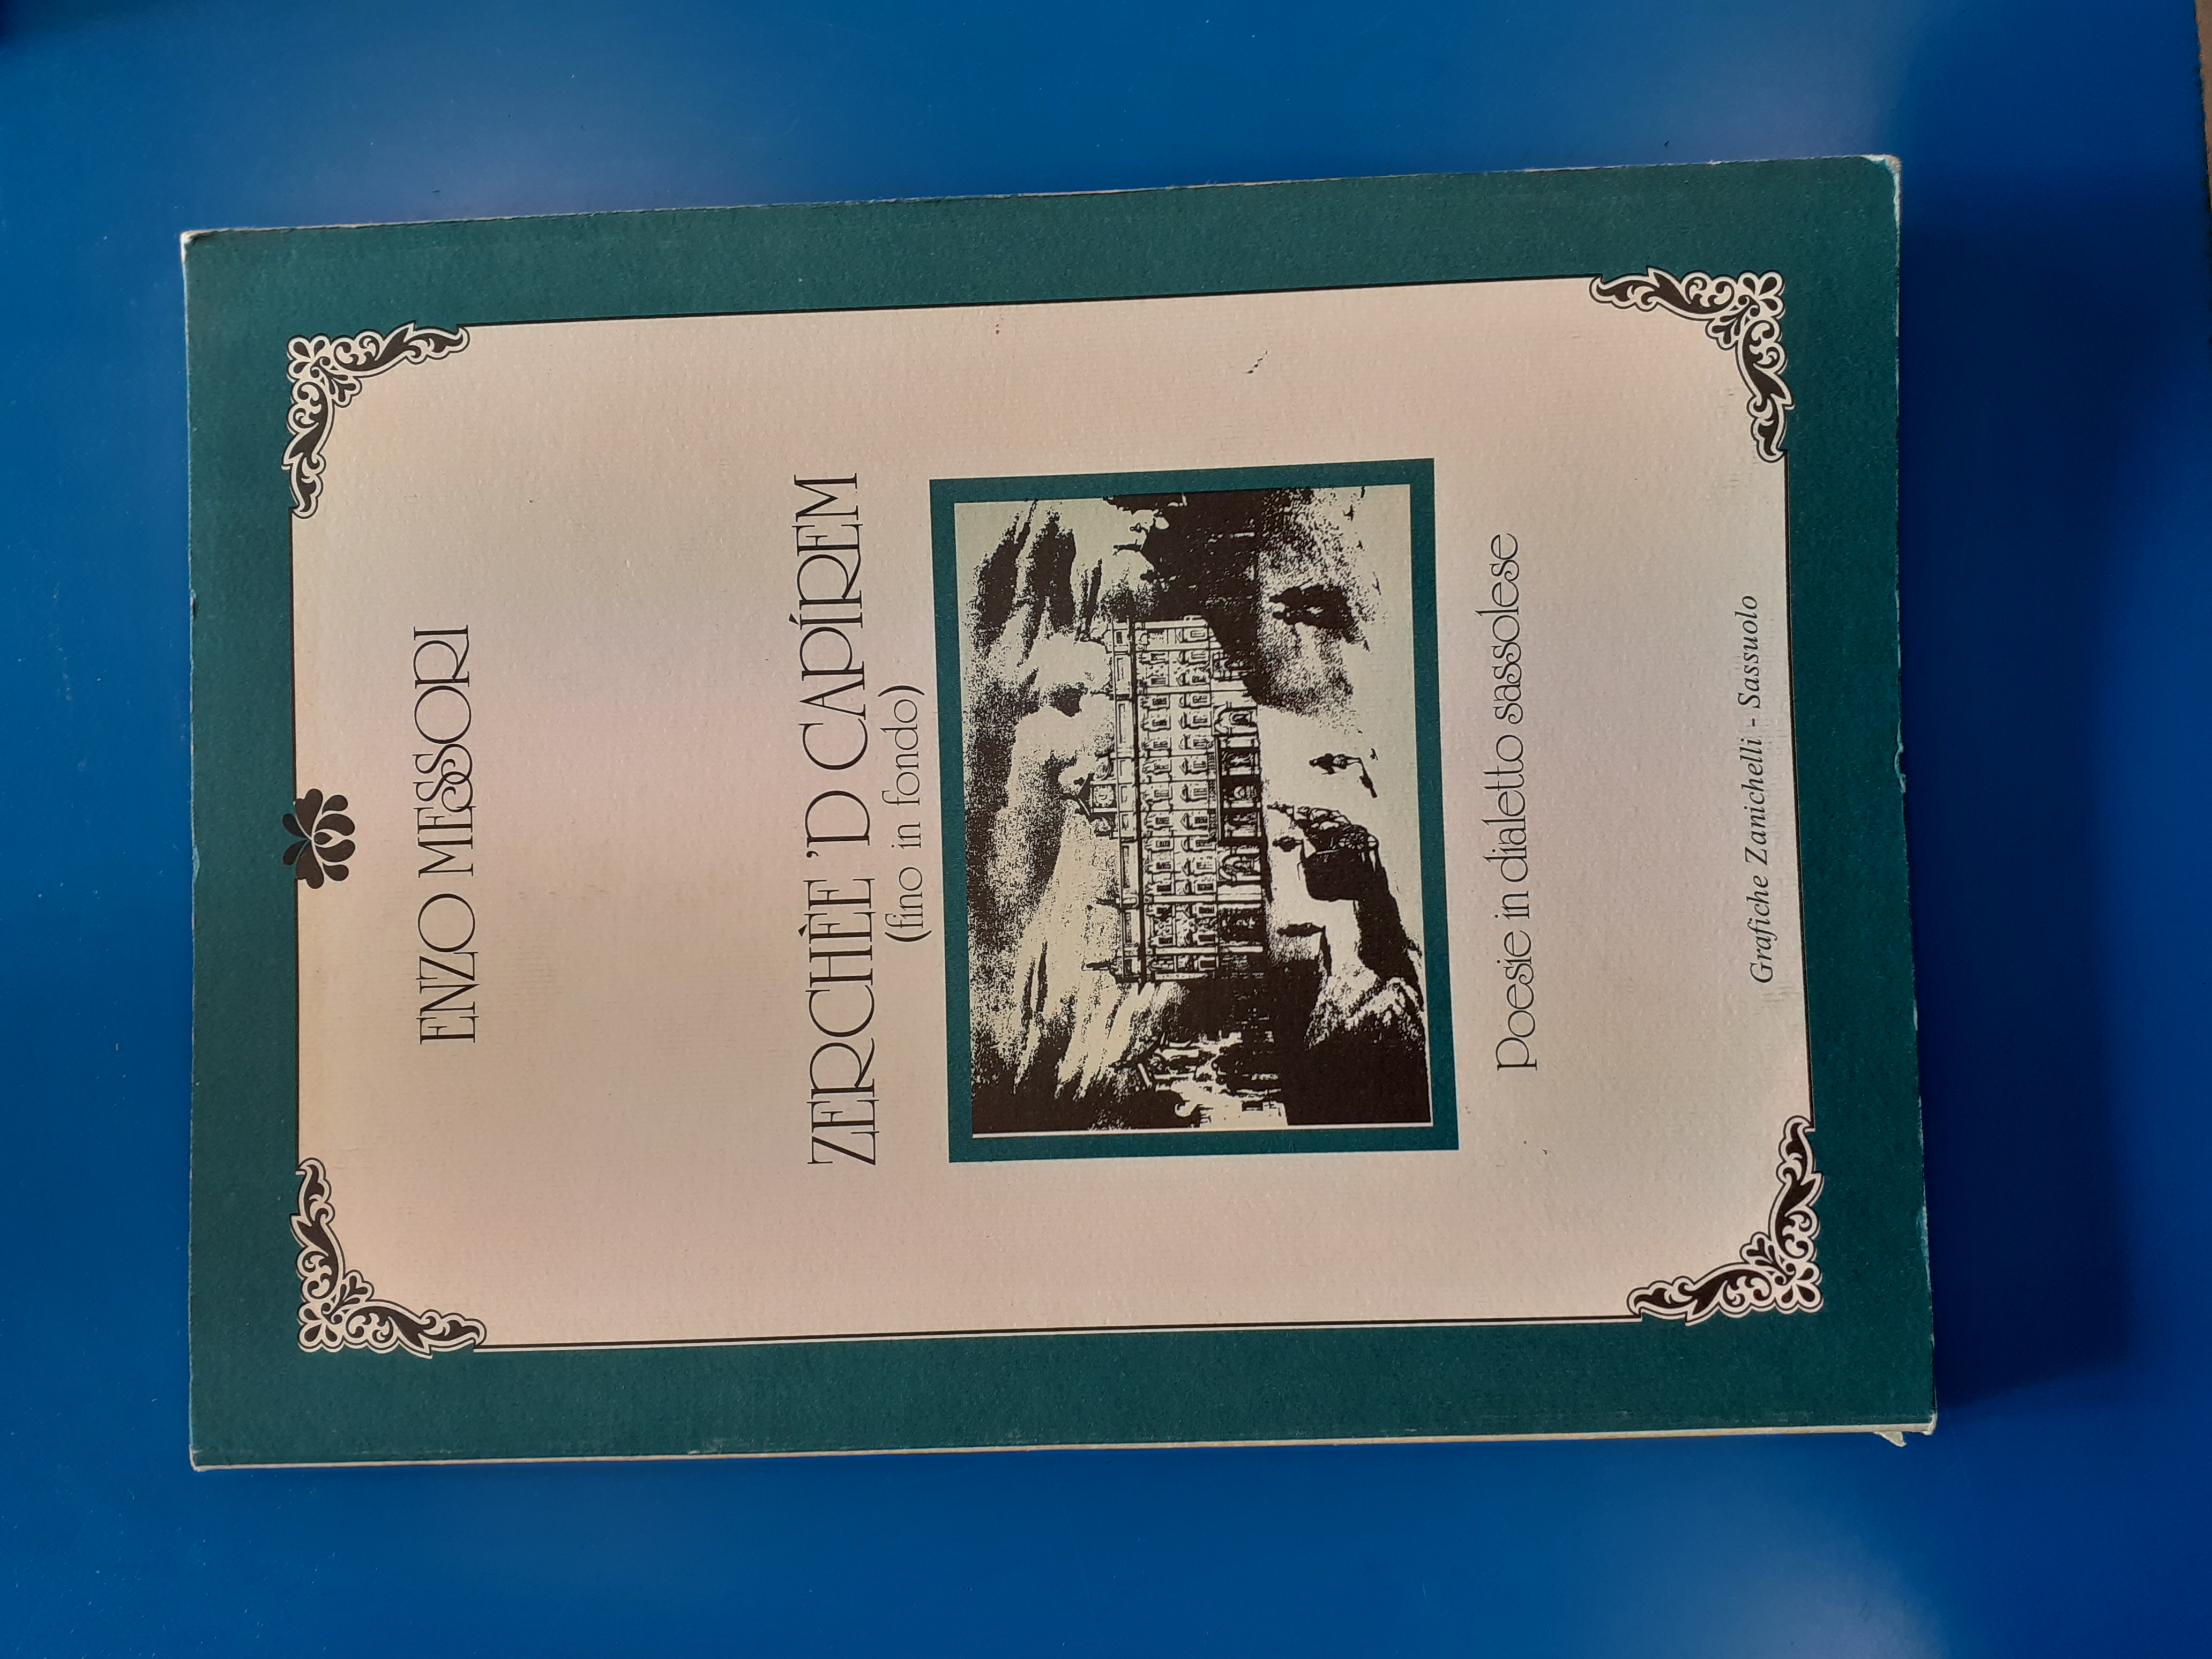 ENZO MESSORI
ZERCHÈE 'D CAPÍREM
(fino in fondo)
poesie in dialetto sassolese
Grafiche Zanichelli - Sassuolo